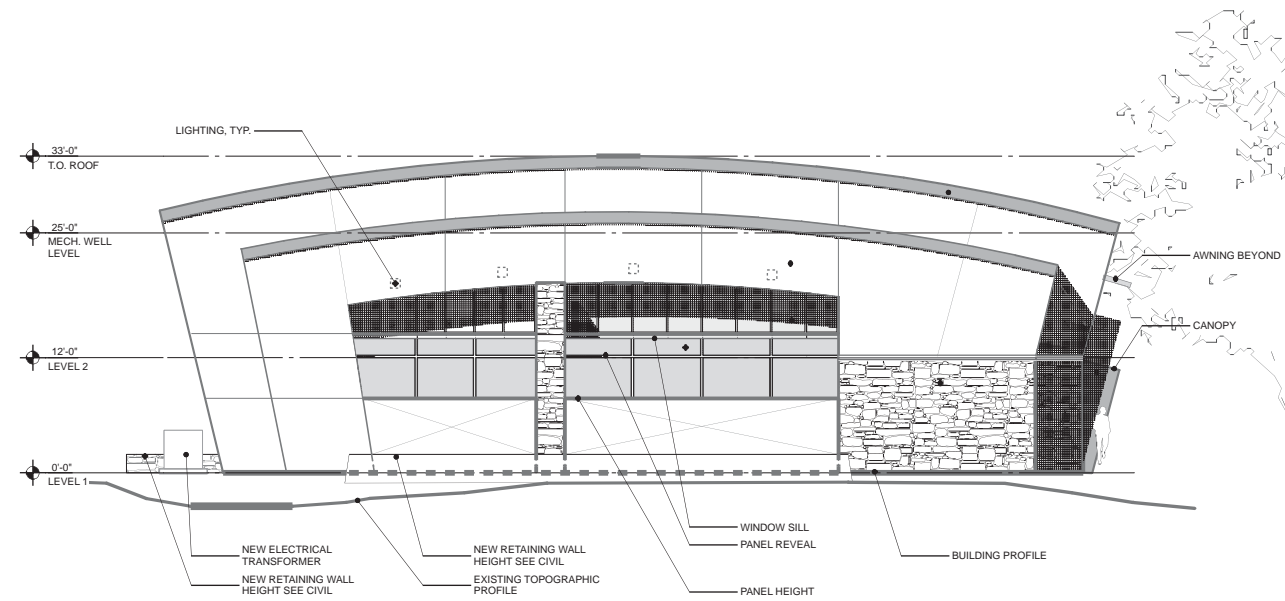 LIGHTING, TYP.
33'-0"
T.O. ROOF
25'-0"
MECH. WELL
LEVEL
AWNING BEYOND
CANOPY
12'-0"
LEVEL 2
0'-0"
LEVEL 1
WINDOW SILL
PANEL REVEAL
BUILDING PROFILE
NEW ELECTRICAL
TRANSFORMER
NEW RETAINING WALL
HEIGHT SEE CIVIL
NEW RETAINING WALL
HEIGHT SEE CIVIL
EXISTING TOPOGRAPHIC
PROFILE
PANEL HEIGHT